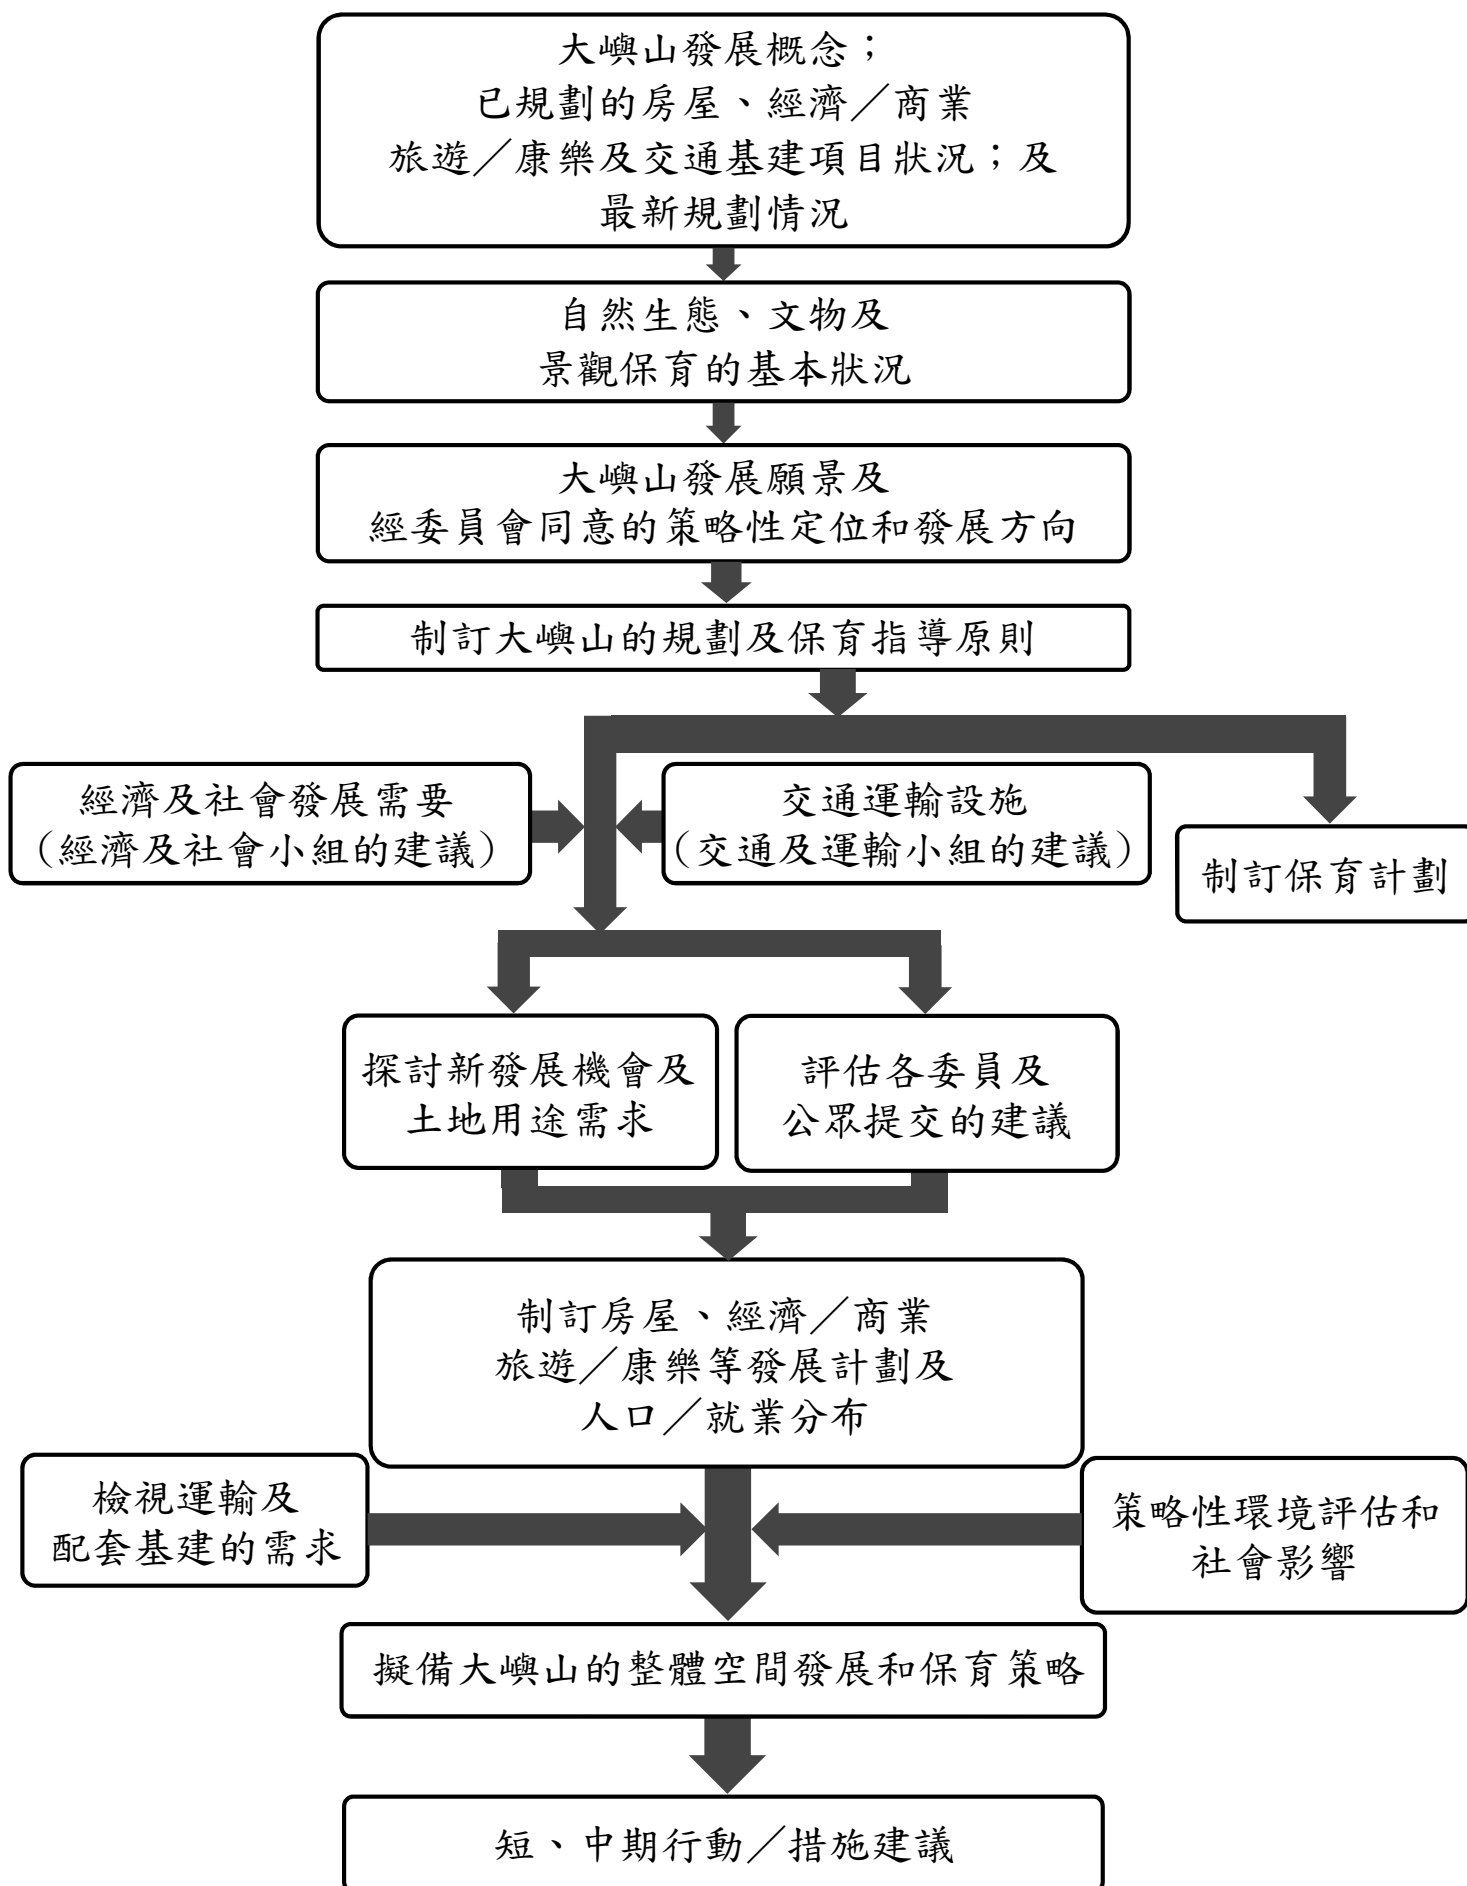 大嶼山發展概念；
已規劃的房屋、經濟／商業
旅遊／康樂及交通基建項目狀況；及
最新規劃情況
自然生態、文物及
景觀保育的基本狀況
大嶼山發展願景及
經委員會同意的策略性定位和發展方向
制訂大嶼山的規劃及保育指導原則
經濟及社會發展需要
（經濟及社會小組的建議）
交通運輸設施
（交通及運輸小組的建議）
制訂保育計劃
探討新發展機會及
土地用途需求
評估各委員及
公眾提交的建議
制訂房屋、經濟／商業
旅遊／康樂等發展計劃及
人口／就業分布
檢視運輸及
配套基建的需求
策略性環境評估和
社會影響
擬備大嶼山的整體空間發展和保育策略
短、中期行動／措施建議